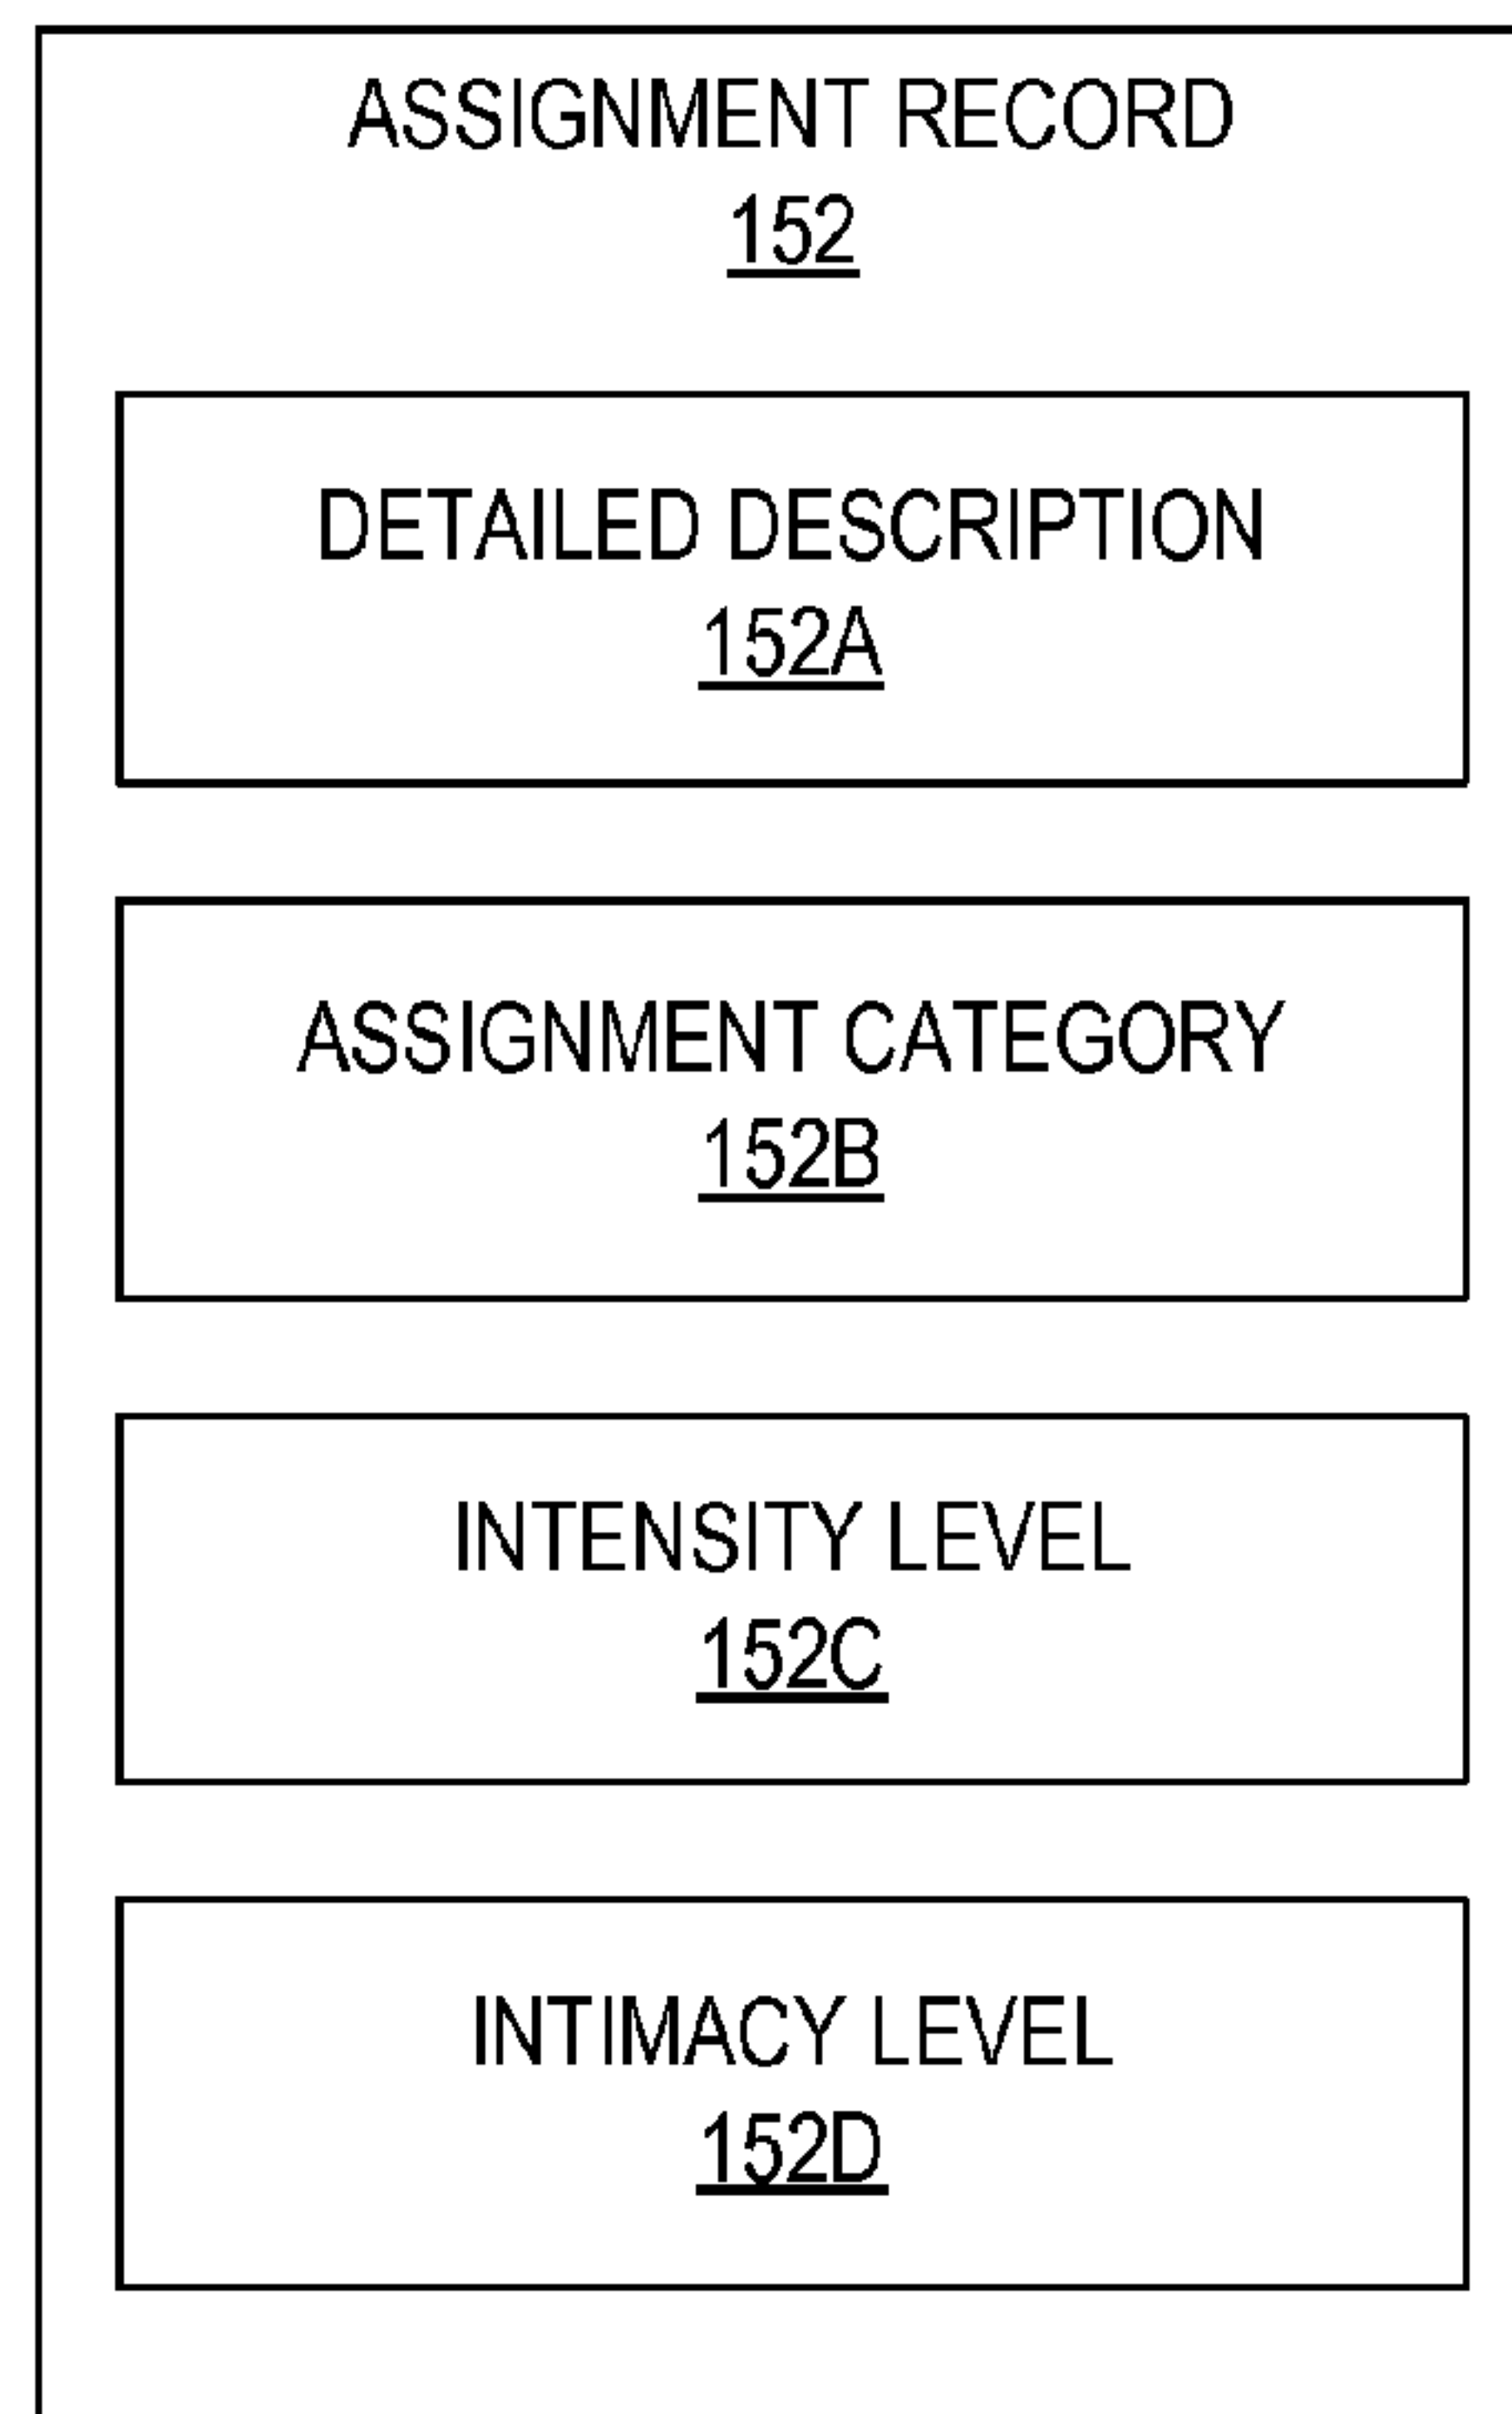 ASSIGNMENT RECORD
152
DETAILED DESCRIPTION
152A
ASSIGNMENT CATEGORY
152B
INTENSITY LEVEL
152C
INTIMACY LEVEL
152D